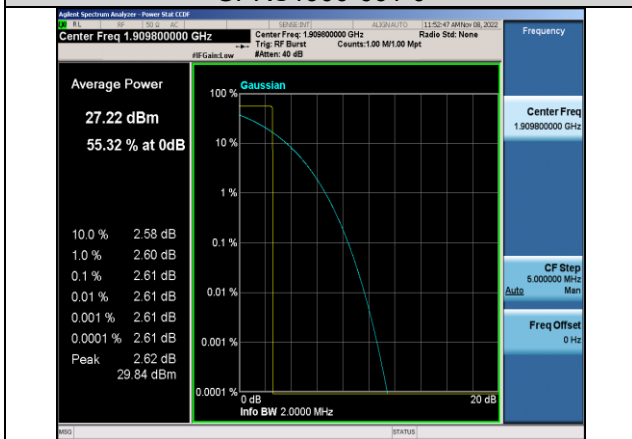 Agilent Spectrum Analyzer - Power Stat CCDF
RL RF 50 Ω AC SENSE:INT ALIGN AUTO 11:52:47 AM Nov 08, 2022
Center Freq 1.909800000 GHz
Center Freq: 1.909800000 GHz Radio Std: None
Trig: RF Burst Counts:1.00 M/1.00 Mpt
#IFGain:Low #Atten: 40 dB
Frequency
Average Power
27.22 dBm
55.32 % at 0dB
10.0 % 2.58 dB
1.0 % 2.60 dB
0.1 % 2.61 dB
0.01 % 2.61 dB
0.001 % 2.61 dB
0.0001 % 2.61 dB
Peak 2.62 dB
29.84 dBm
Gaussian
100 %
10 %
1 %
0.1 %
0.01 %
0.001 %
0.0001 %
0 dB 20 dB
Info BW 2.0000 MHz
Center Freq
1.909800000 GHz
CF Step
5.000000 MHz
Auto Man
Freq Offset
0 Hz
MSG STATUS